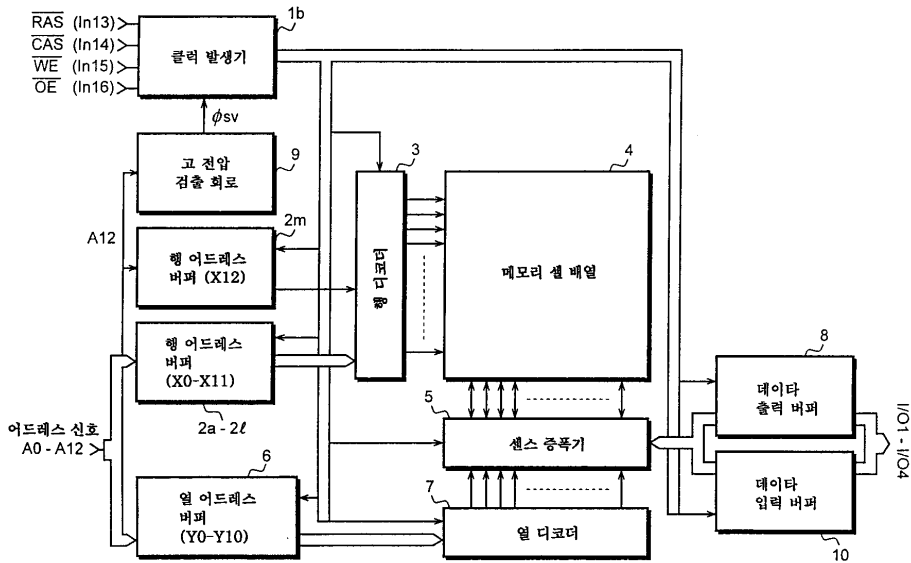 RAS (In13)
CAS (In14)
WE (In15)
OE (In16)
클럭 발생기
1b
ϕsv
고 전압
검출 회로
9
A12
행 어드레스
버퍼 (X12)
2m
행 어드레스
버퍼
(X0-X11)
2a - 2ℓ
어드레스 신호
A0 - A12
열 어드레스
버퍼
(Y0-Y10)
6
행 디코더
3
메모리 셀 배열
4
센스 증폭기
5
열 디코더
7
데이타
출력 버퍼
8
데이타
입력 버퍼
10
I/O1 - I/O4